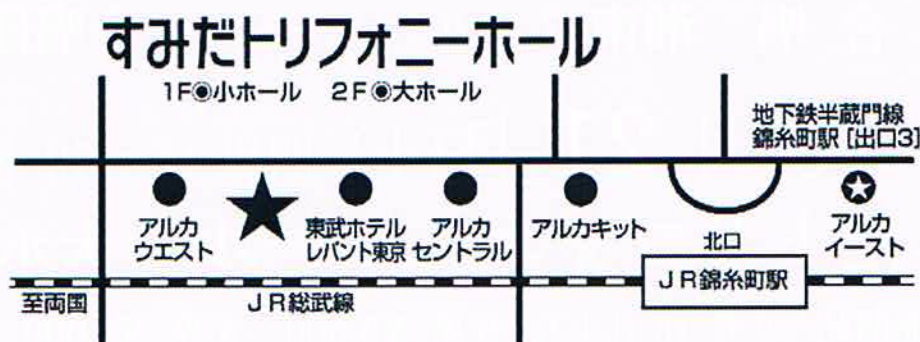 すみだトリフォニーホール
1F◉小ホール 2F◉大ホール
地下鉄半蔵門線
錦糸町駅［出口3］
アルカ
ウエスト
東武ホテル
レバント東京
アルカ
セントラル
アルカキット
北口
アルカ
イースト
至両国
JR総武線
JR錦糸町駅